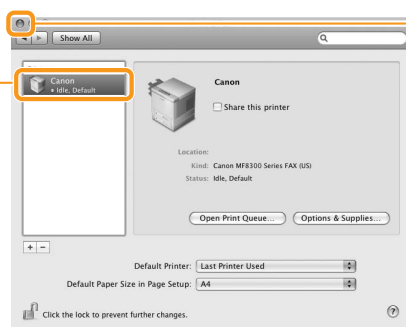 Show All
Canon
• Idle, Default
Canon
Share this printer
Location:
Kind: Canon MF8300 Series FAX (US)
Status: Idle, Default
Open Print Queue...
Options & Supplies...
+ −
Default Printer: Last Printer Used
Default Paper Size in Page Setup: A4
Click the lock to prevent further changes.
?